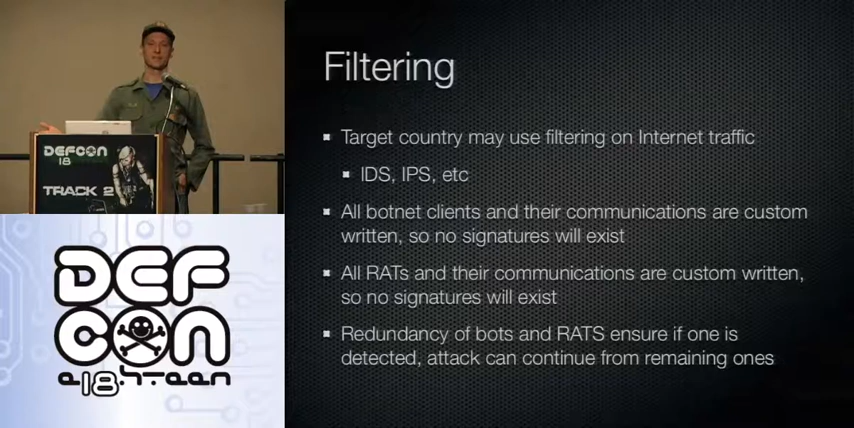 DEFCON
18
TRACK 2
DEF
CON
e18hteen
Filtering
Target country may use filtering on Internet traffic
IDS, IPS, etc
All botnet clients and their communications are custom
written, so no signatures will exist
All RATs and their communications are custom written,
so no signatures will exist
Redundancy of bots and RATS ensure if one is
detected, attack can continue from remaining ones